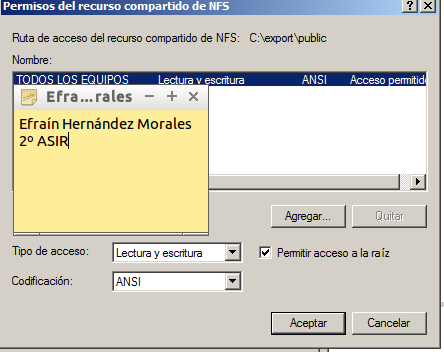 Permisos del recurso compartido de NFS
Ruta de acceso del recurso compartido de NFS: C:\export\public
Nombre:
TODOS LOS EQUIPOS Lectura y escritura ANSI Acceso permitido
Efra...rales
Efraín Hernández Morales
2º ASIR
Agregar... Quitar
Tipo de acceso: Lectura y escritura Permitir acceso a la raíz
Codificación: ANSI
Aceptar Cancelar